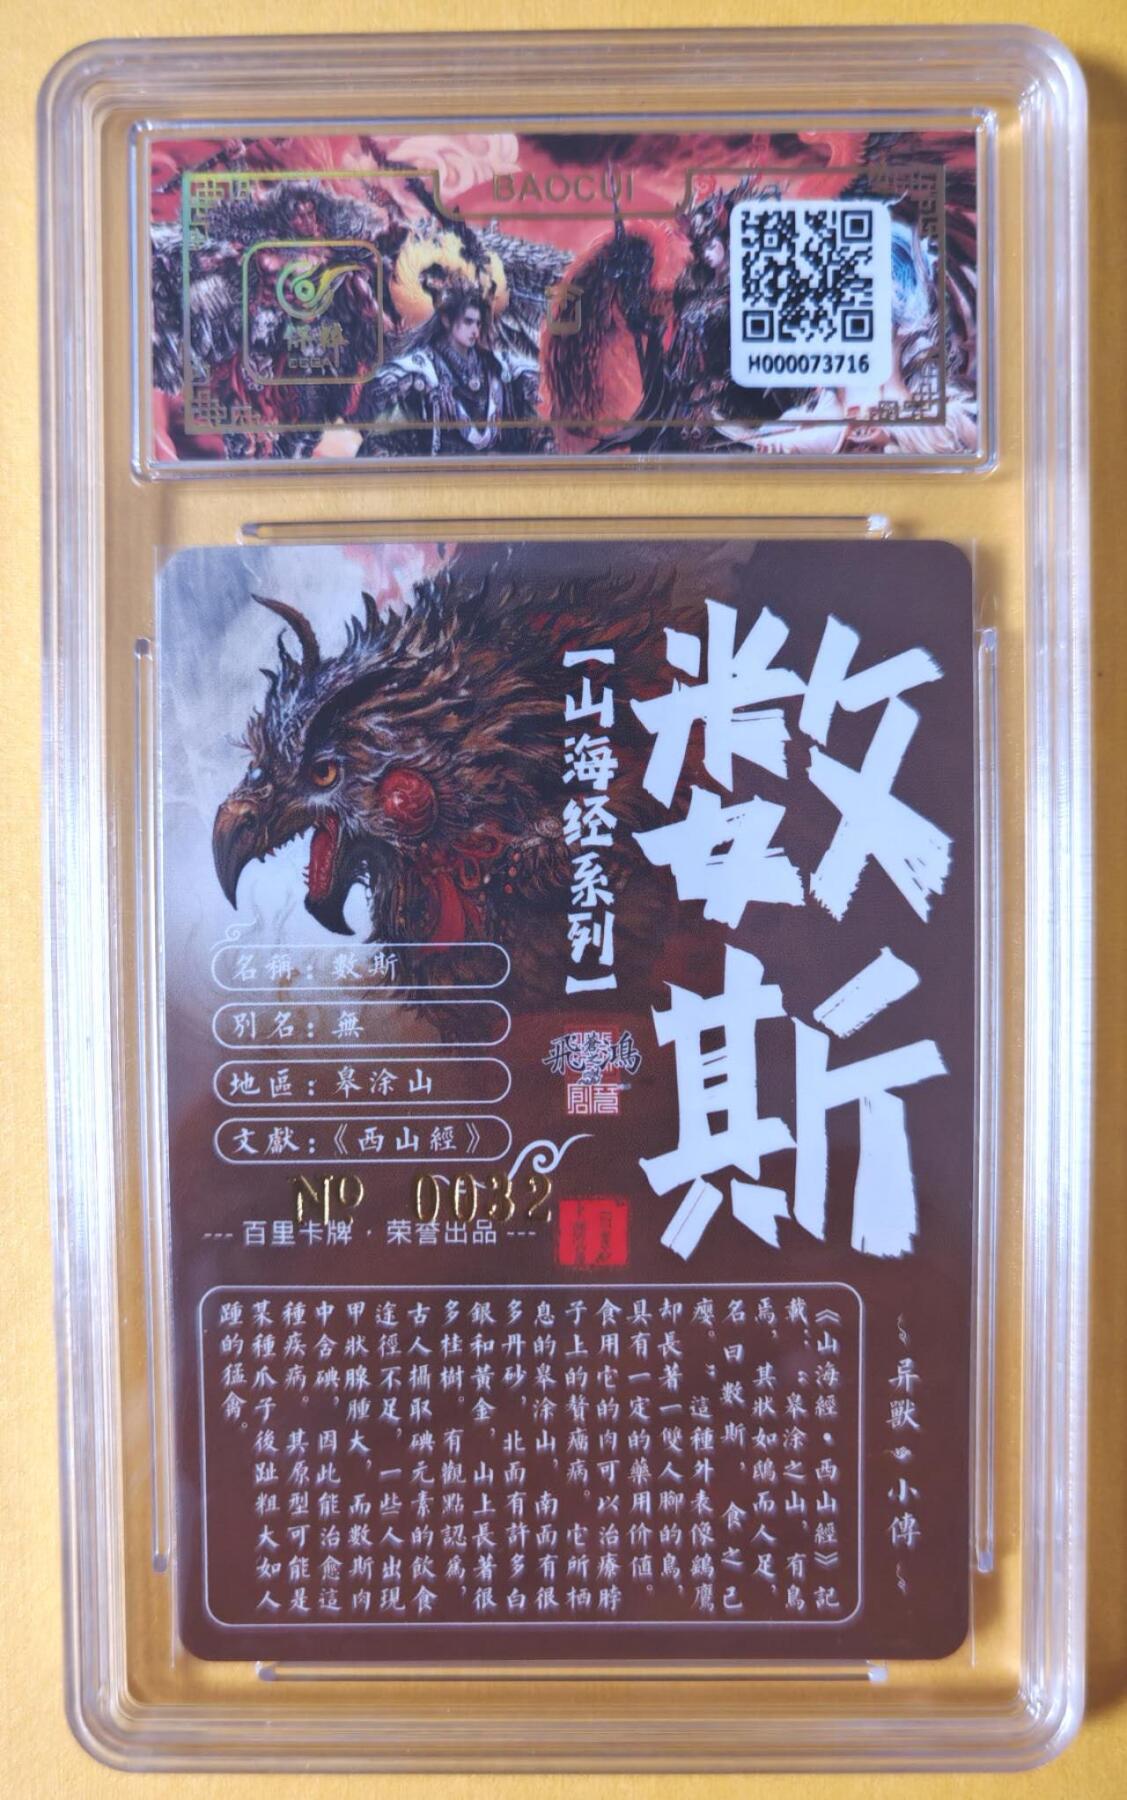 BAOCUI
保粹
H000073716
数斯
【山海经系列】
名稱：數斯
別名：無
地區：皋涂山
文獻：《西山經》
飛鴻
№ 0032
--- 百里卡牌 · 荣誉出品 ---
异獸小傳
《山海經·西山經》記
載：：皋涂之山，有鳥
焉，其狀如鴟而人足，
名曰數斯，食之已
癭。：這種外表像鷂鷹
却長著一雙人腳的鳥，
具有一定的藥用价值。
食用它的肉可以治療脖
子上的贅瘤病。它所栖
息的皋涂山，南面有很
多丹砂，北面有許多白
銀和黃金，山上長著很
多桂樹。有觀點認爲，
古人攝取碘元素的飲食
途徑不足，一些人出現
甲狀腺腫大，而數斯肉
中含碘，因此能治愈這
種疾病。其原型可能是
某種爪子後趾粗大如人
踵的猛禽。